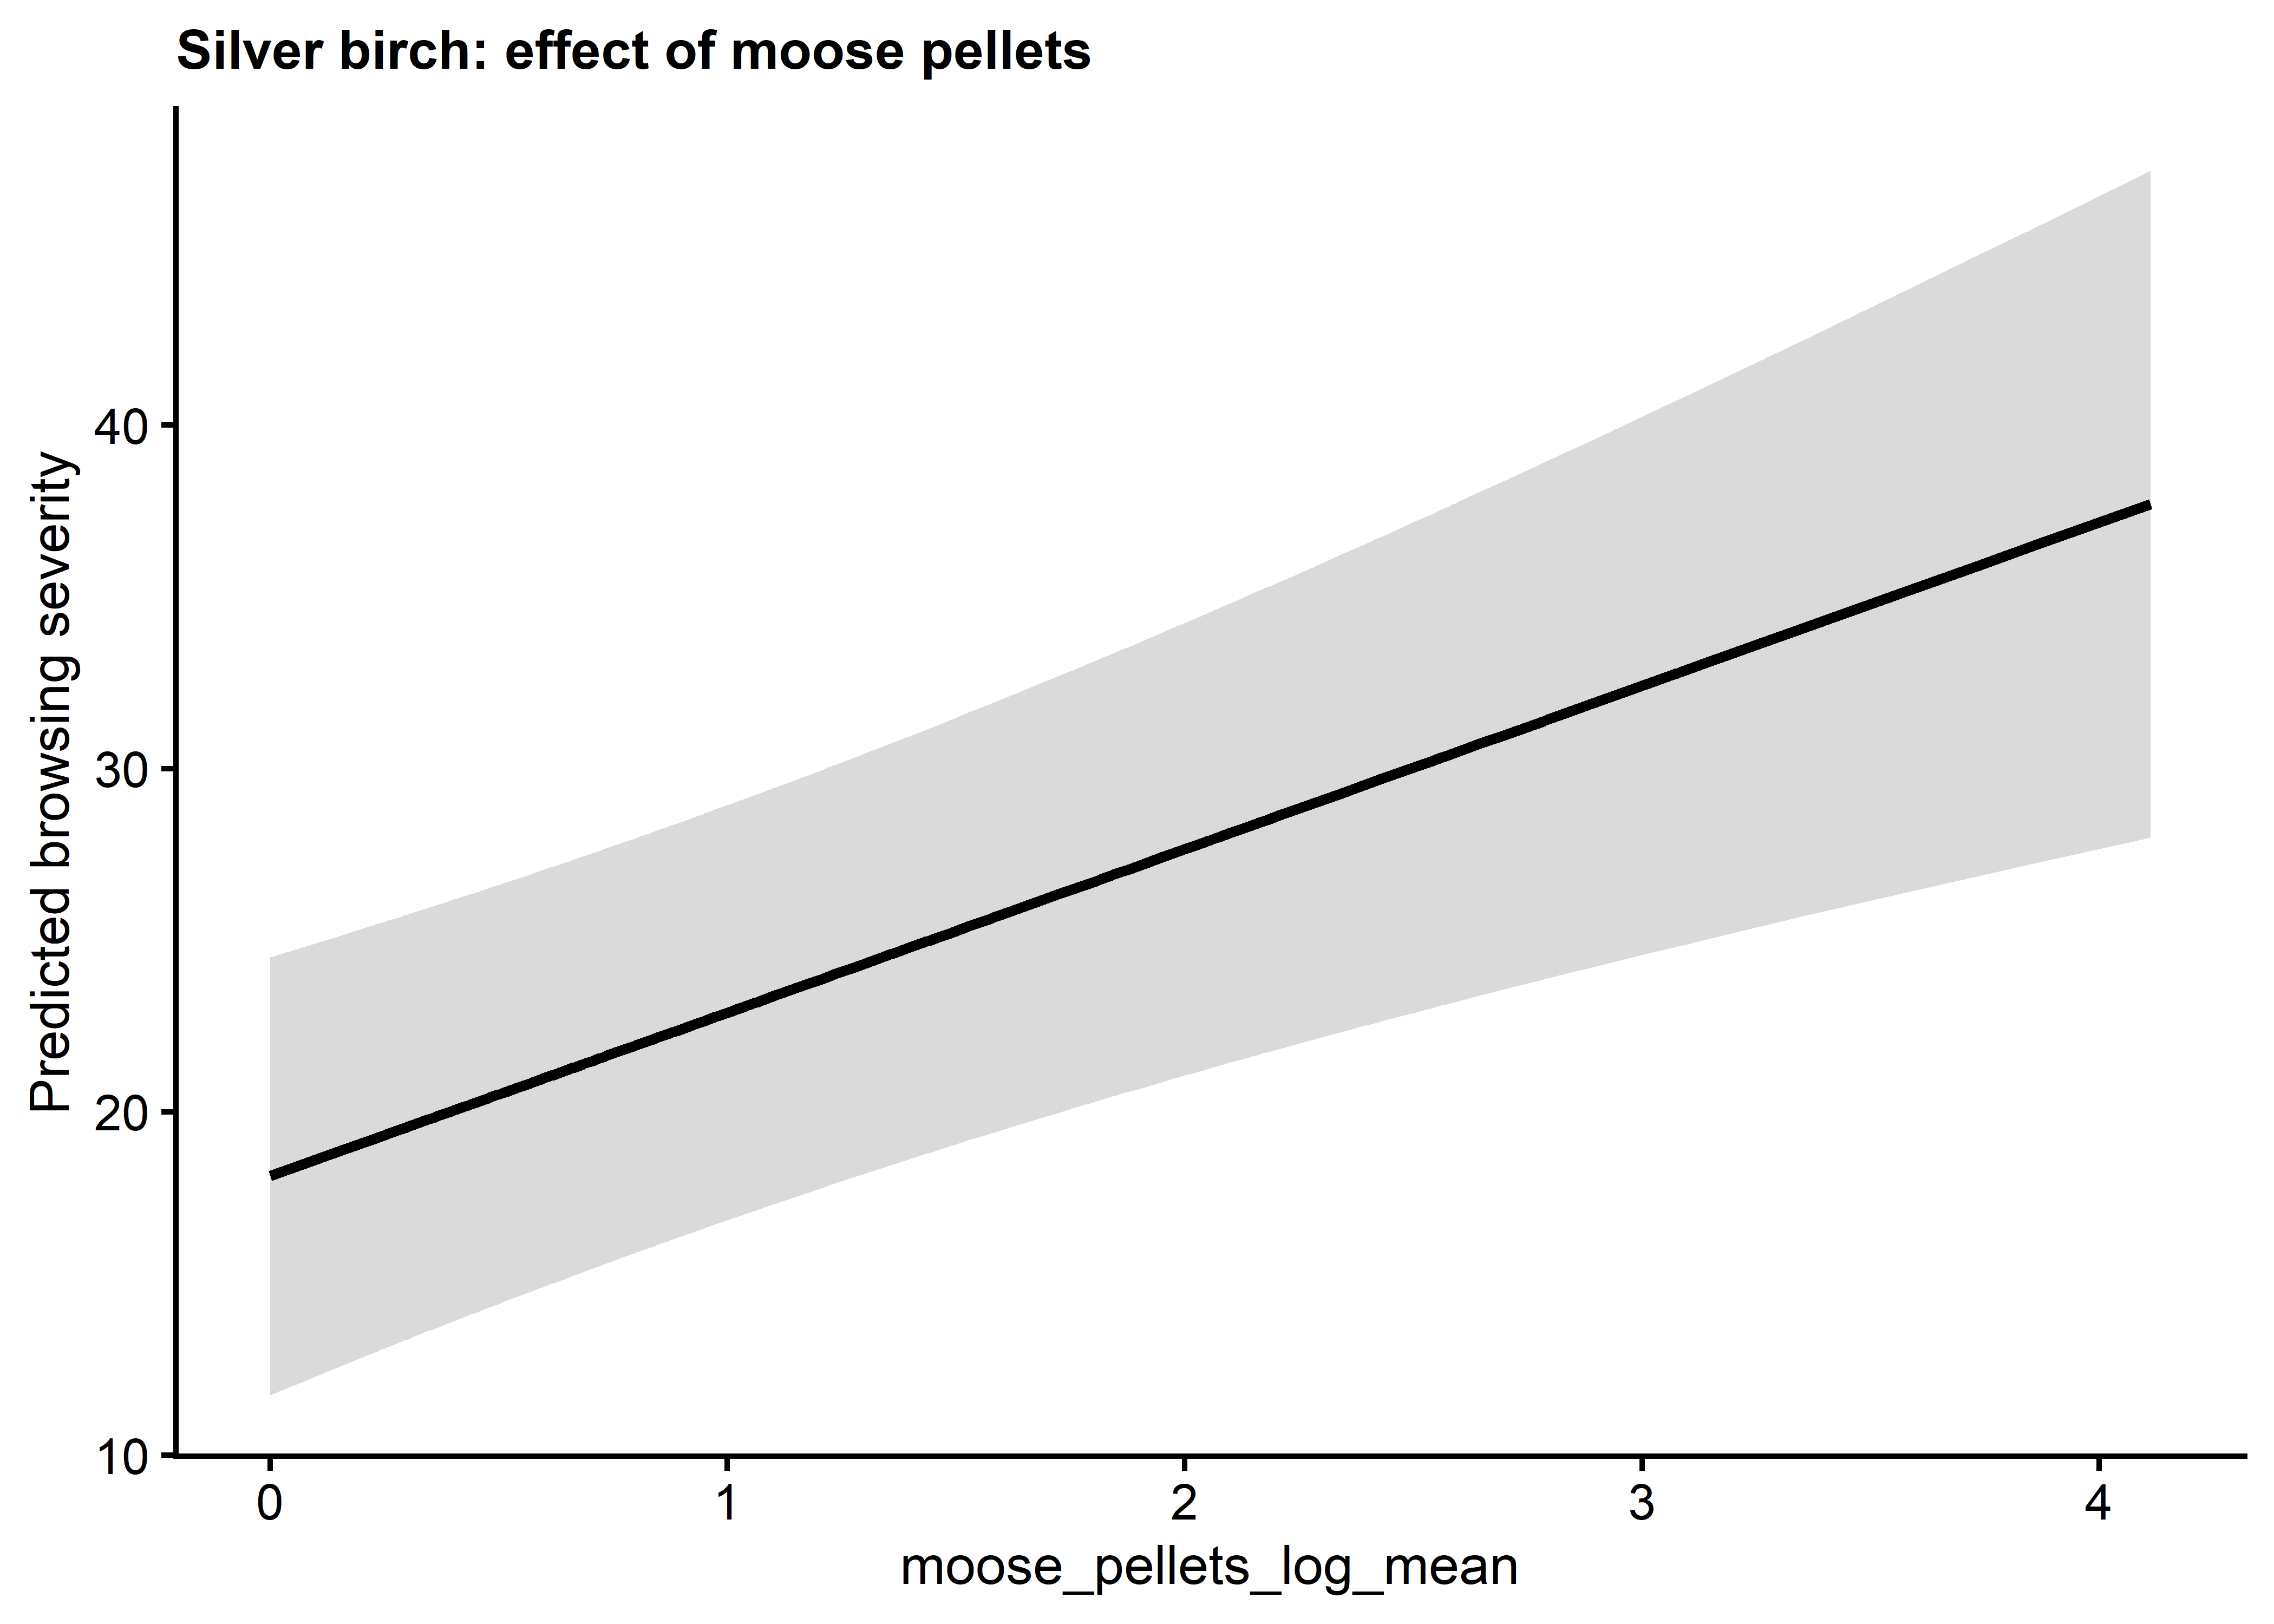 Silver birch: effect of moose pellets
Predicted browsing severity
40
30
20
10
0 1 2 3 4
moose_pellets_log_mean